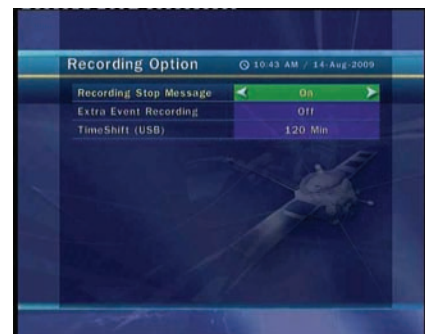 Recording Option
10:43 AM / 14-Aug-2009
Recording Stop Message On
Extra Event Recording Off
TimeShift (USB) 120 Min